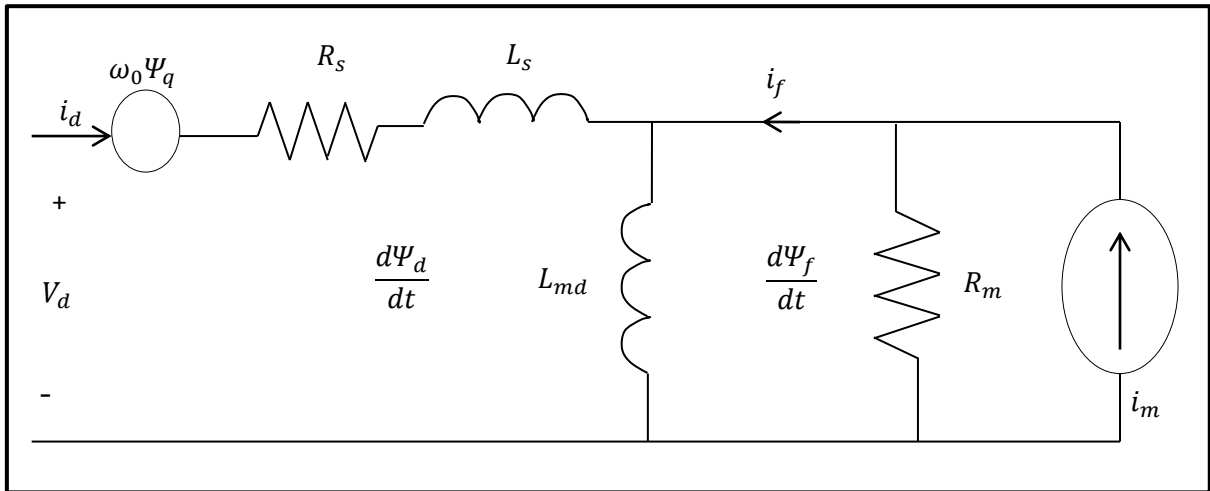 ω₀Ψ_q
R_s
L_s
i_f
i_d
+
V_d
-
dΨ_d/dt
L_md
dΨ_f/dt
R_m
i_m